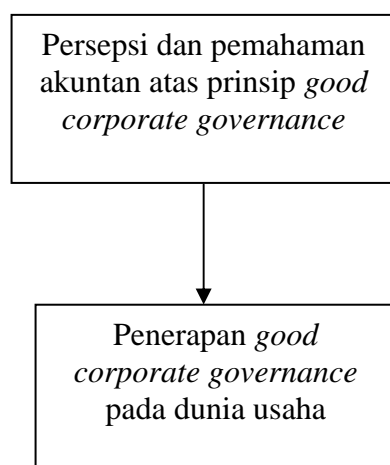 Persepsi dan pemahaman
akuntan atas prinsip good
corporate governance
Penerapan good
corporate governance
pada dunia usaha